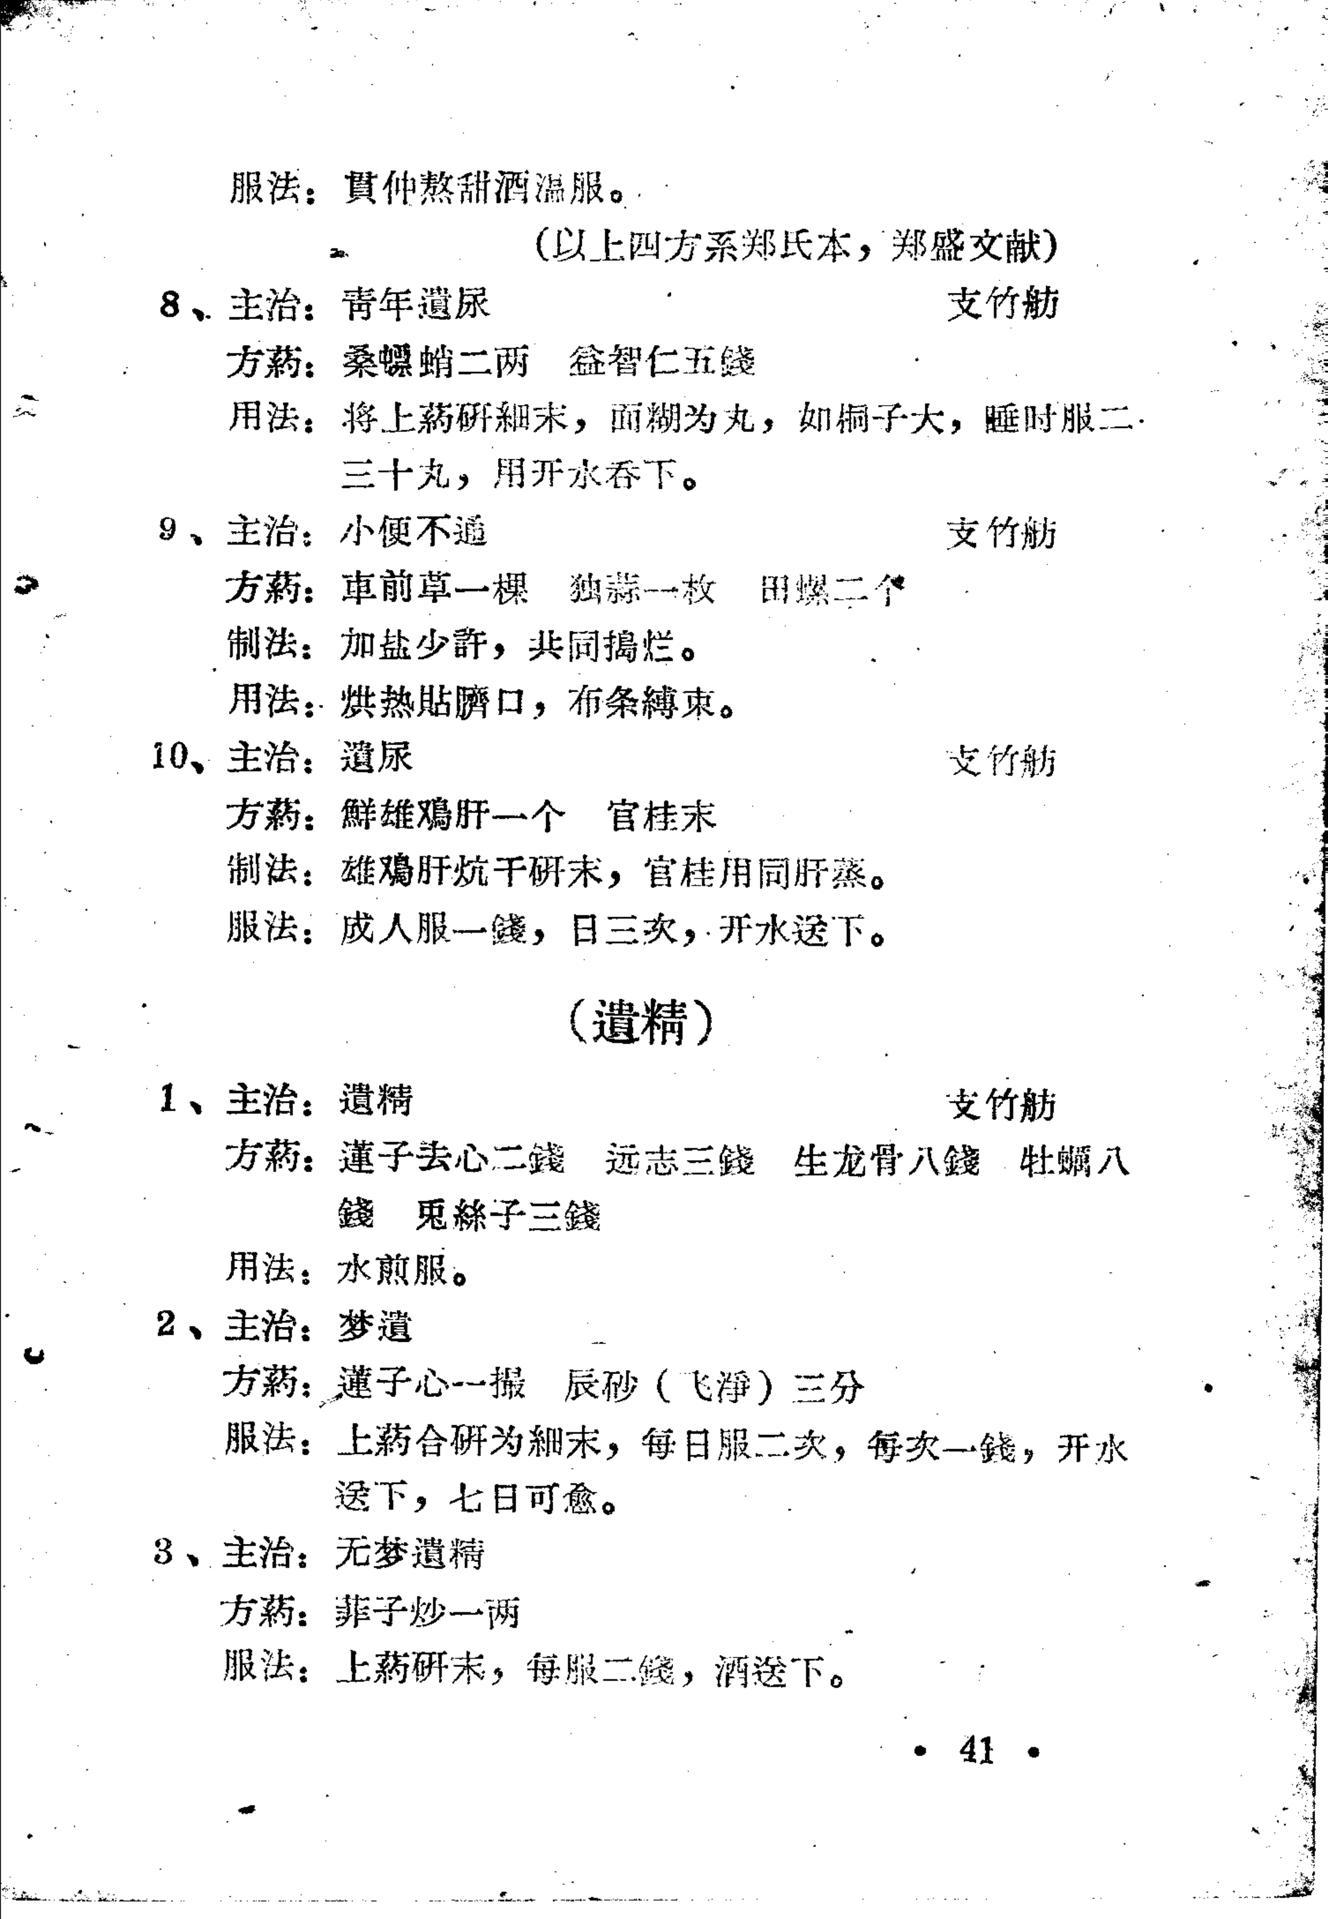 服法：貫仲熬甜酒温服。
（以上四方系郑氏本，郑盛文献）
8、主治：青年遺尿　支竹舫
方葯：桑螵蛸二两　益智仁五錢
用法：将上葯硏細末，面糊为丸，如桐子大，睡时服二
三十丸，用开水吞下。
9、主治：小便不通　支竹舫
方葯：車前草一棵　独蒜一枚　田螺二个
制法：加盐少許，共同搗烂。
用法：烘热貼臍口，布条縛束。
10、主治：遺尿　支竹舫
方葯：鮮雄鳮肝一个　官桂末
制法：雄鳮肝炕干硏末，官桂用同肝蒸。
服法：成人服一錢，日三次，开水送下。
（遺精）
1、主治：遺精　支竹舫
方葯：蓮子去心二錢　远志三錢　生龙骨八錢　牡蠣八
錢　兎絲子三錢
用法：水煎服。
2、主治：梦遺
方葯：蓮子心一撮　辰砂（飞淨）三分
服法：上葯合硏为細末，每日服二次，每次一錢，开水
送下，七日可愈。
3、主治：无梦遺精
方葯：菲子炒一两
服法：上葯硏末，每服二錢，酒送下。
• 41 •